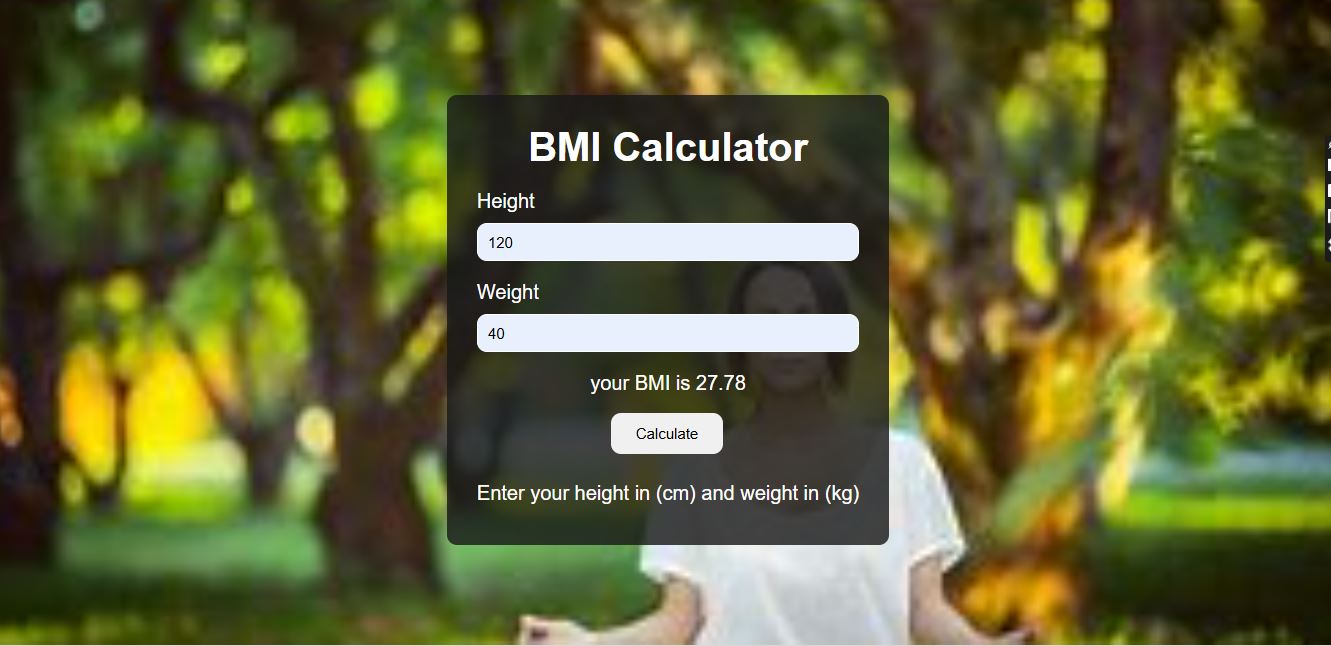 BMI Calculator
Height
120
Weight
40
your BMI is 27.78
Calculate
Enter your height in (cm) and weight in (kg)